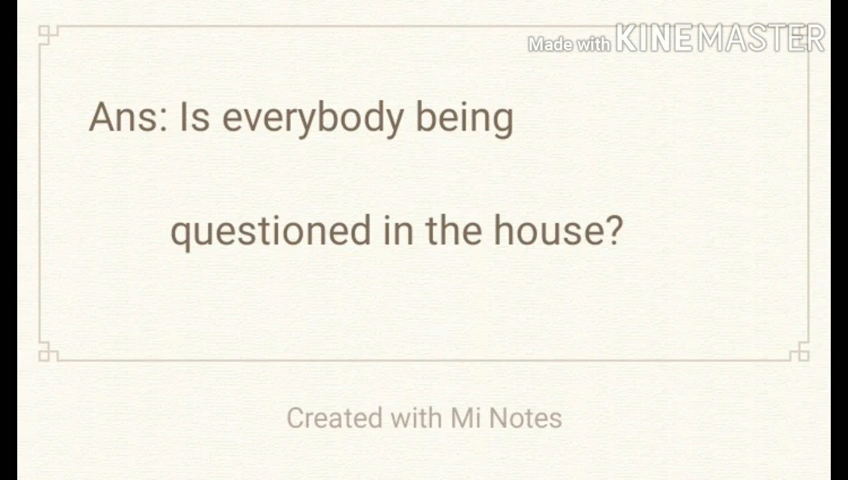 Made with KINEMASTER
Ans: Is everybody being
questioned in the house?
Created with Mi Notes